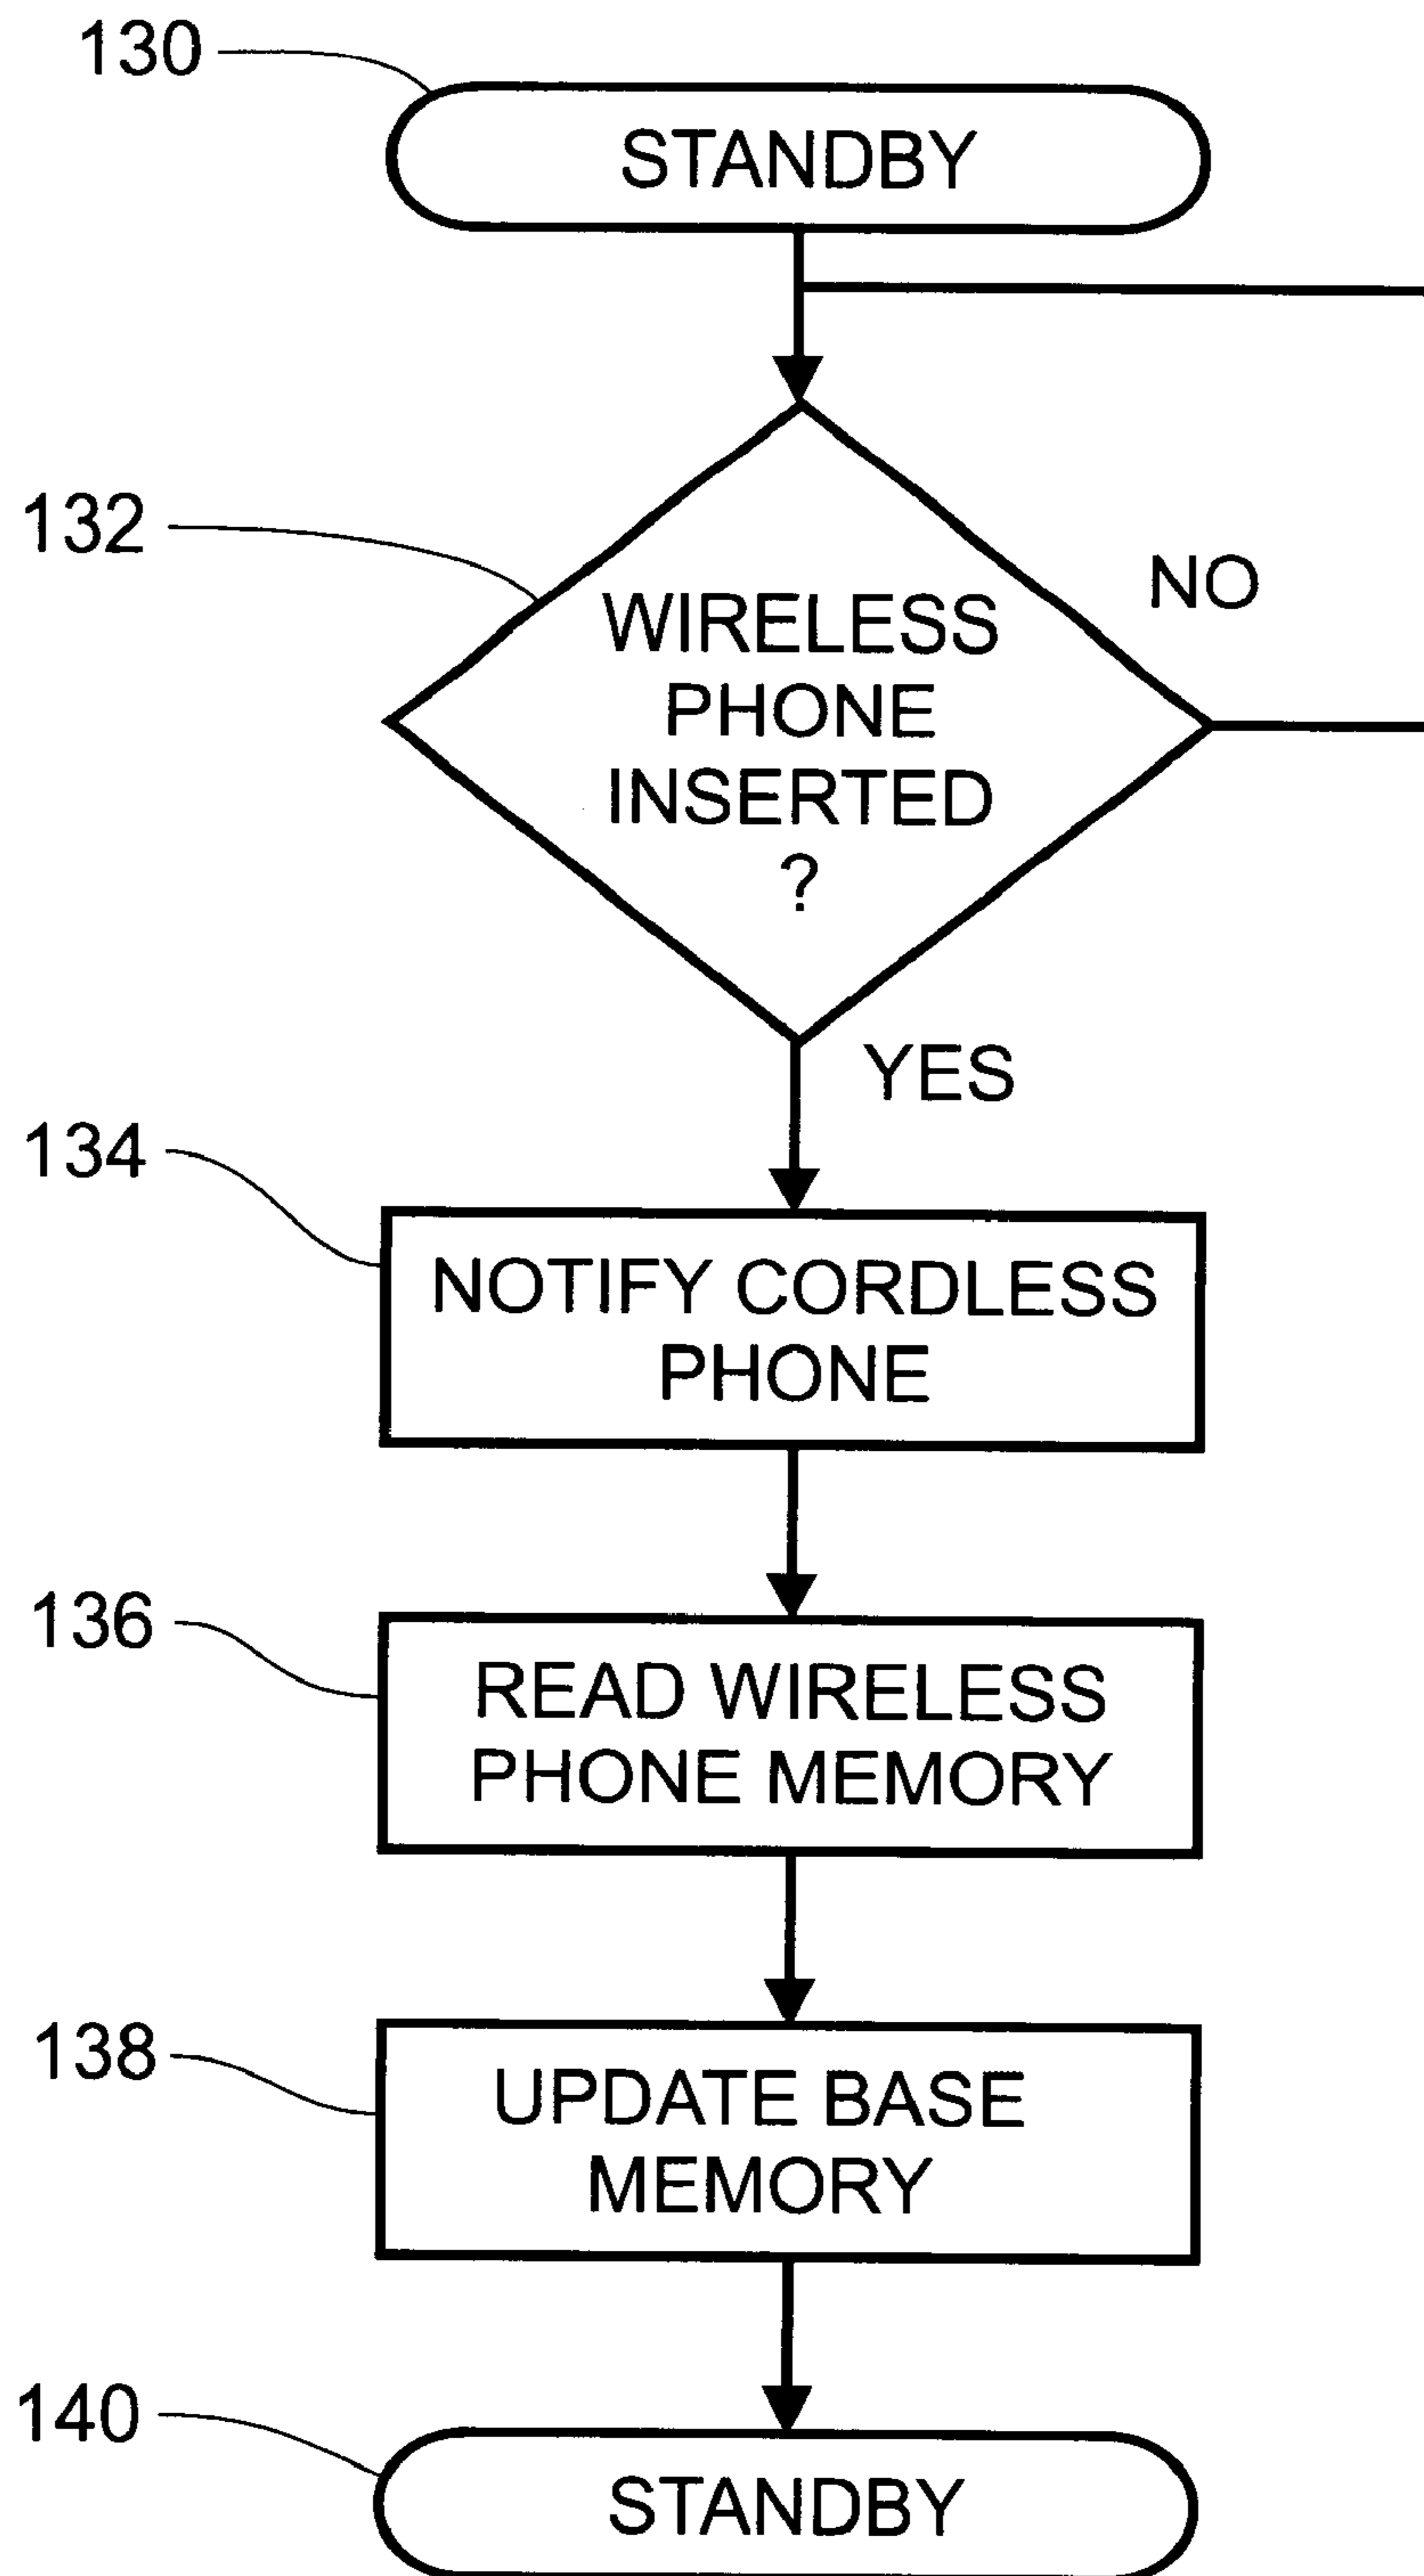 130
STANDBY
132
WIRELESS
PHONE
INSERTED
?
NO
YES
134
NOTIFY CORDLESS
PHONE
136
READ WIRELESS
PHONE MEMORY
138
UPDATE BASE
MEMORY
140
STANDBY